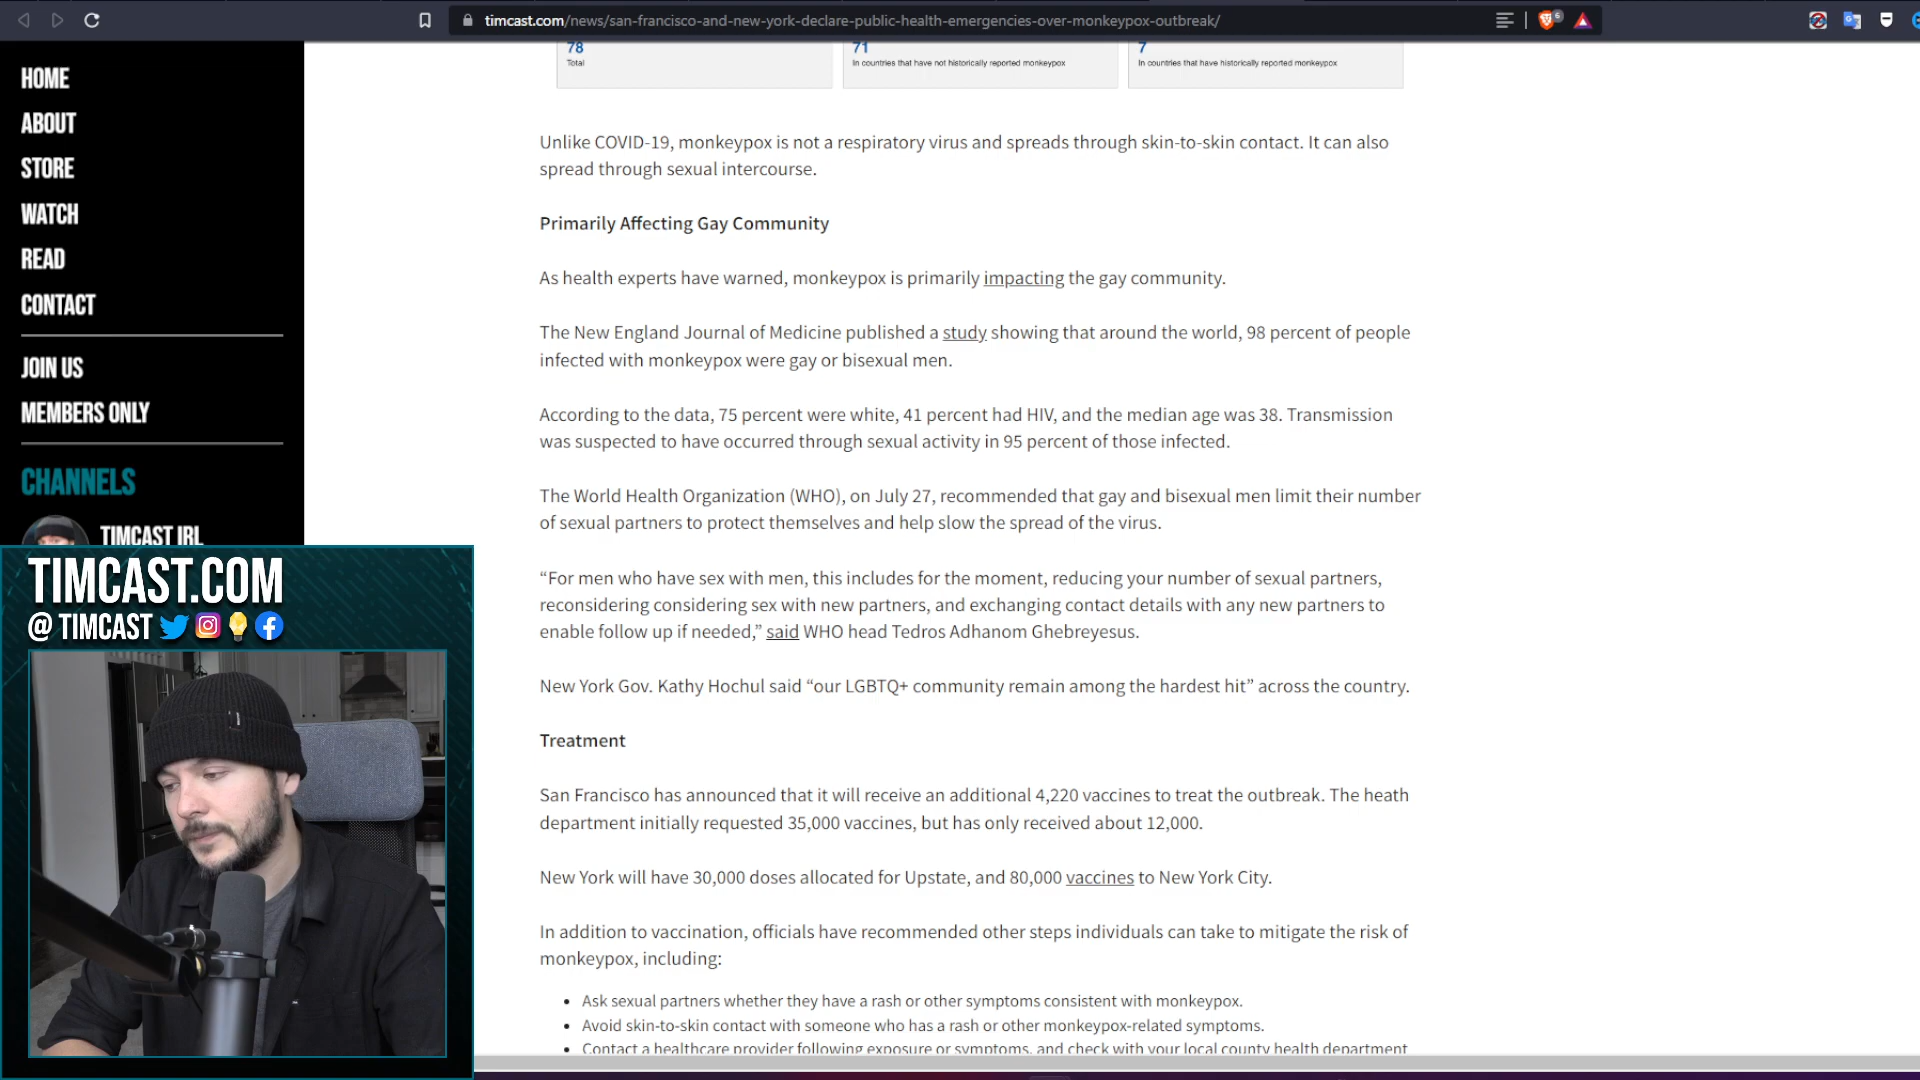 timcast.com/news/san-francisco-and-new-york-declare-public-health-emergencies-over-monkeypox-outbreak/
6
HOME
ABOUT
STORE
WATCH
READ
CONTACT
JOIN US
MEMBERS ONLY
CHANNELS
TIMCAST IRL
78
Total
71
In countries that have not historically reported monkeypox
7
In countries that have historically reported monkeypox
Unlike COVID-19, monkeypox is not a respiratory virus and spreads through skin-to-skin contact. It can also
spread through sexual intercourse.
Primarily Affecting Gay Community
As health experts have warned, monkeypox is primarily impacting the gay community.
The New England Journal of Medicine published a study showing that around the world, 98 percent of people
infected with monkeypox were gay or bisexual men.
According to the data, 75 percent were white, 41 percent had HIV, and the median age was 38. Transmission
was suspected to have occurred through sexual activity in 95 percent of those infected.
The World Health Organization (WHO), on July 27, recommended that gay and bisexual men limit their number
of sexual partners to protect themselves and help slow the spread of the virus.
“For men who have sex with men, this includes for the moment, reducing your number of sexual partners,
reconsidering considering sex with new partners, and exchanging contact details with any new partners to
enable follow up if needed,” said WHO head Tedros Adhanom Ghebreyesus.
New York Gov. Kathy Hochul said “our LGBTQ+ community remain among the hardest hit” across the country.
Treatment
San Francisco has announced that it will receive an additional 4,220 vaccines to treat the outbreak. The heath
department initially requested 35,000 vaccines, but has only received about 12,000.
New York will have 30,000 doses allocated for Upstate, and 80,000 vaccines to New York City.
In addition to vaccination, officials have recommended other steps individuals can take to mitigate the risk of
monkeypox, including:
• Ask sexual partners whether they have a rash or other symptoms consistent with monkeypox.
• Avoid skin-to-skin contact with someone who has a rash or other monkeypox-related symptoms.
• Contact a healthcare provider following exposure or symptoms, and check with your local county health department
TIMCAST.COM
@ TIMCAST